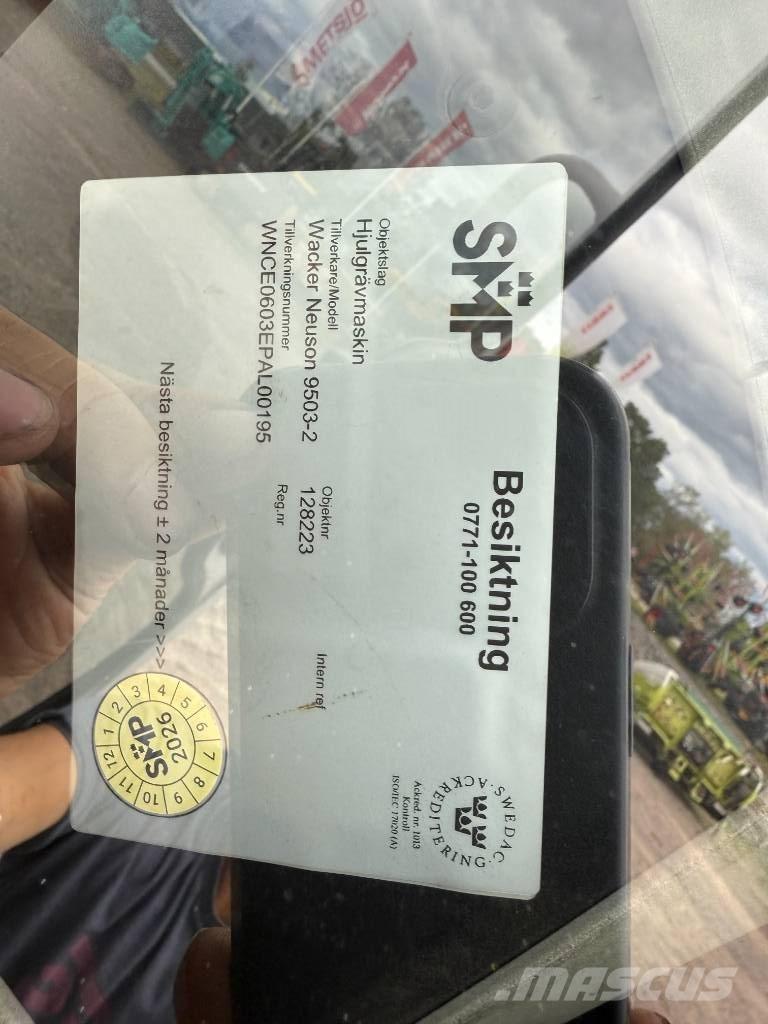 SMP
Besiktning
0771-100 600
SWEDAC
ACKREDITERING
Ackred. nr. 1013
Kontroll
ISO/IEC 17020 (A)
Objektslag
Hjulgrävmaskin
Tillverkare/Modell
Wacker Neuson 9503-2
Objektnr
128223
Intern ref
Tillverkningsnummer
WNCE0603EPAL00195
Reg.nr
Nästa besiktning ± 2 månader >>>
1 2 3 4 5 6 7 8 9 10 11 12
SMP
2026
SMFTSJO
MASCUS